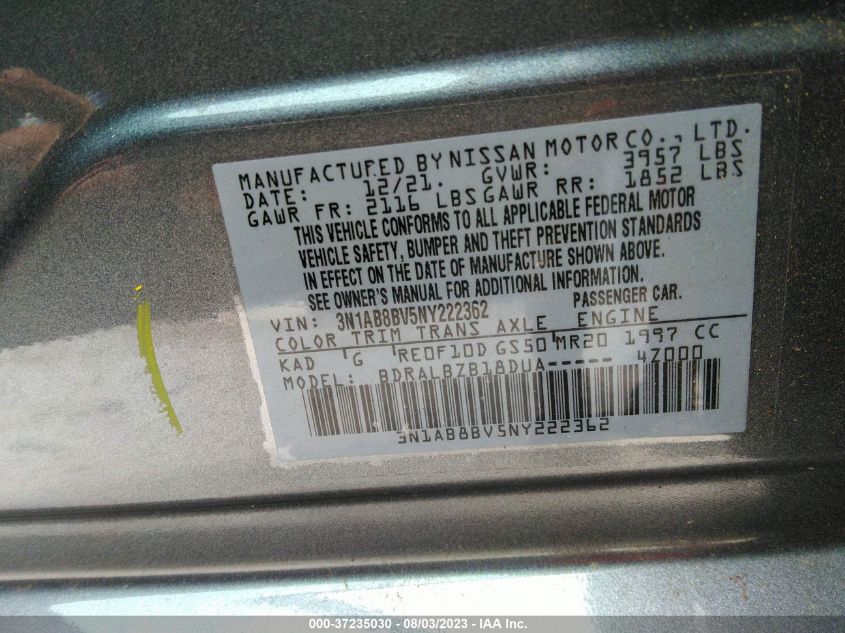 MANUFACTURED BY NISSAN MOTOR CO., LTD.
DATE: 12/21. GVWR: 3957 LBS
GAWR FR: 2116 LBS GAWR RR: 1852 LBS
THIS VEHICLE CONFORMS TO ALL APPLICABLE FEDERAL MOTOR
VEHICLE SAFETY, BUMPER AND THEFT PREVENTION STANDARDS
IN EFFECT ON THE DATE OF MANUFACTURE SHOWN ABOVE.
SEE OWNER'S MANUAL FOR ADDITIONAL INFORMATION.
VIN: 3N1AB8BV5NY222362 PASSENGER CAR.
COLOR TRIM TRANS AXLE ENGINE
KAD G RE0F10D GS50 MR20 1997 CC
MODEL: BDRALBZB18DUA----- 4Z000
3N1AB8BV5NY222362
000-37235030 - 08/03/2023 - IAA Inc.